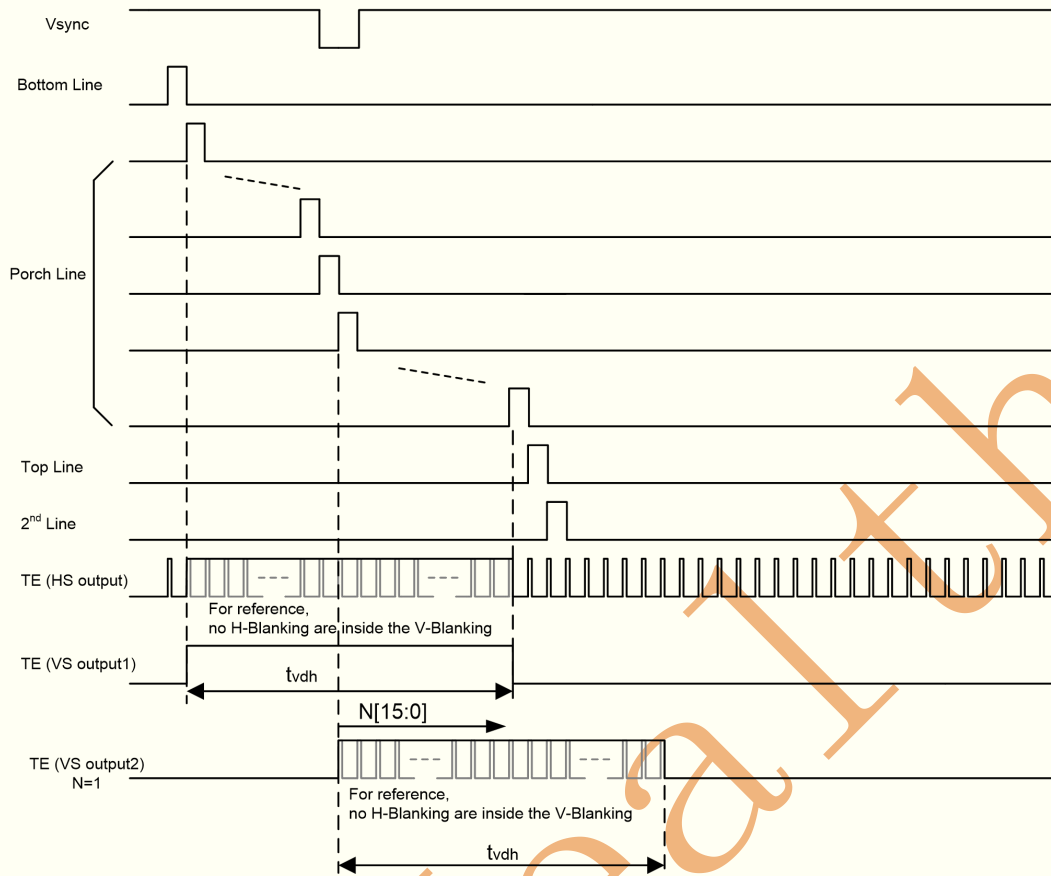 Vsync
Bottom Line
Porch Line
Top Line
2nd Line
TE (HS output)
For reference,
no H-Blanking are inside the V-Blanking
TE (VS output1)
tvdh
N[15:0]
TE (VS output2)
N=1
For reference,
no H-Blanking are inside the V-Blanking
tvdh